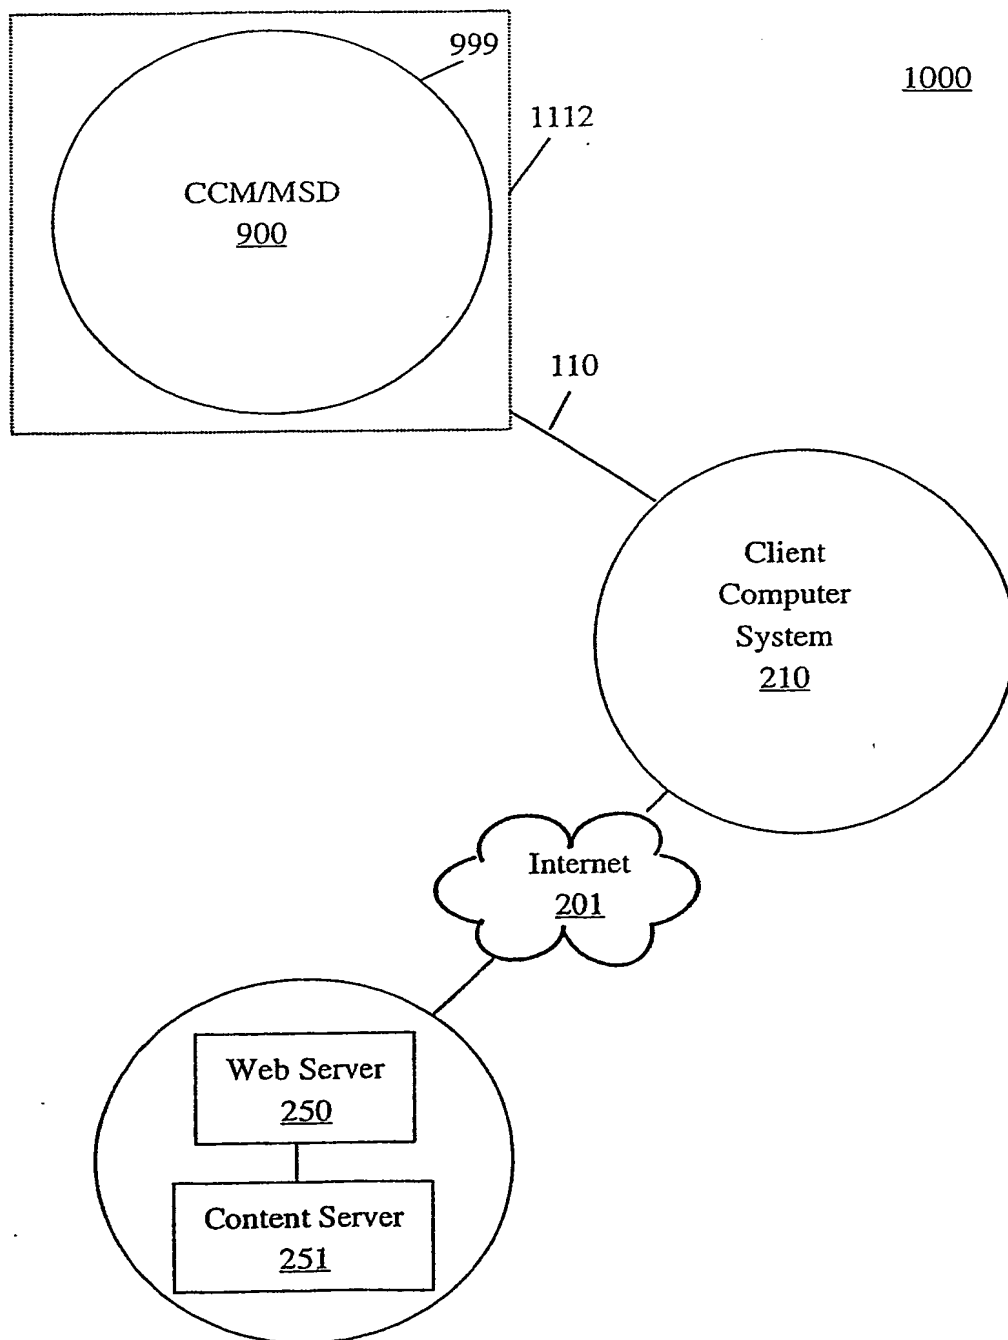 999
1000
1112
CCM/MSD
900
110
Client
Computer
System
210
Internet
201
Web Server
250
Content Server
251